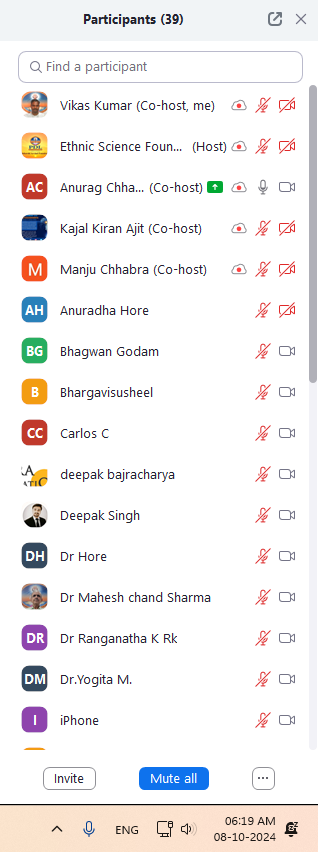 Participants (39)
Find a participant
Vikas Kumar (Co-host, me)
Ethnic Science Foun... (Host)
AC Anurag Chha... (Co-host)
Kajal Kiran Ajit (Co-host)
M Manju Chhabra (Co-host)
AH Anuradha Hore
BG Bhagwan Godam
B Bhargavisusheel
CC Carlos C
deepak bajracharya
Deepak Singh
DH Dr Hore
Dr Mahesh chand Sharma
DR Dr Ranganatha K Rk
DM Dr.Yogita M.
I iPhone
Invite
Mute all
ENG
06:19 AM
08-10-2024